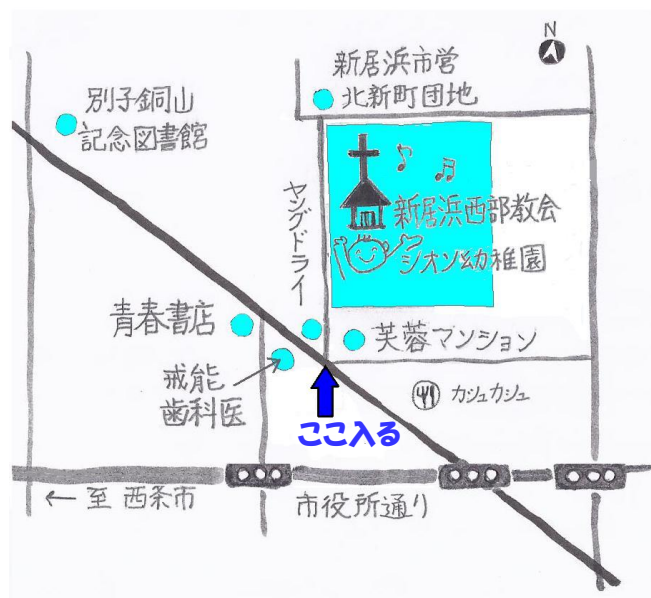 N
新居浜市営
北新町団地
別子銅山
記念図書館
ヤングドライ
新居浜西部教会
シオン幼稚園
青春書店
芙蓉マンション
戒能
歯科医
カシュカシュ
ここ入る
← 至 西条市
市役所通り